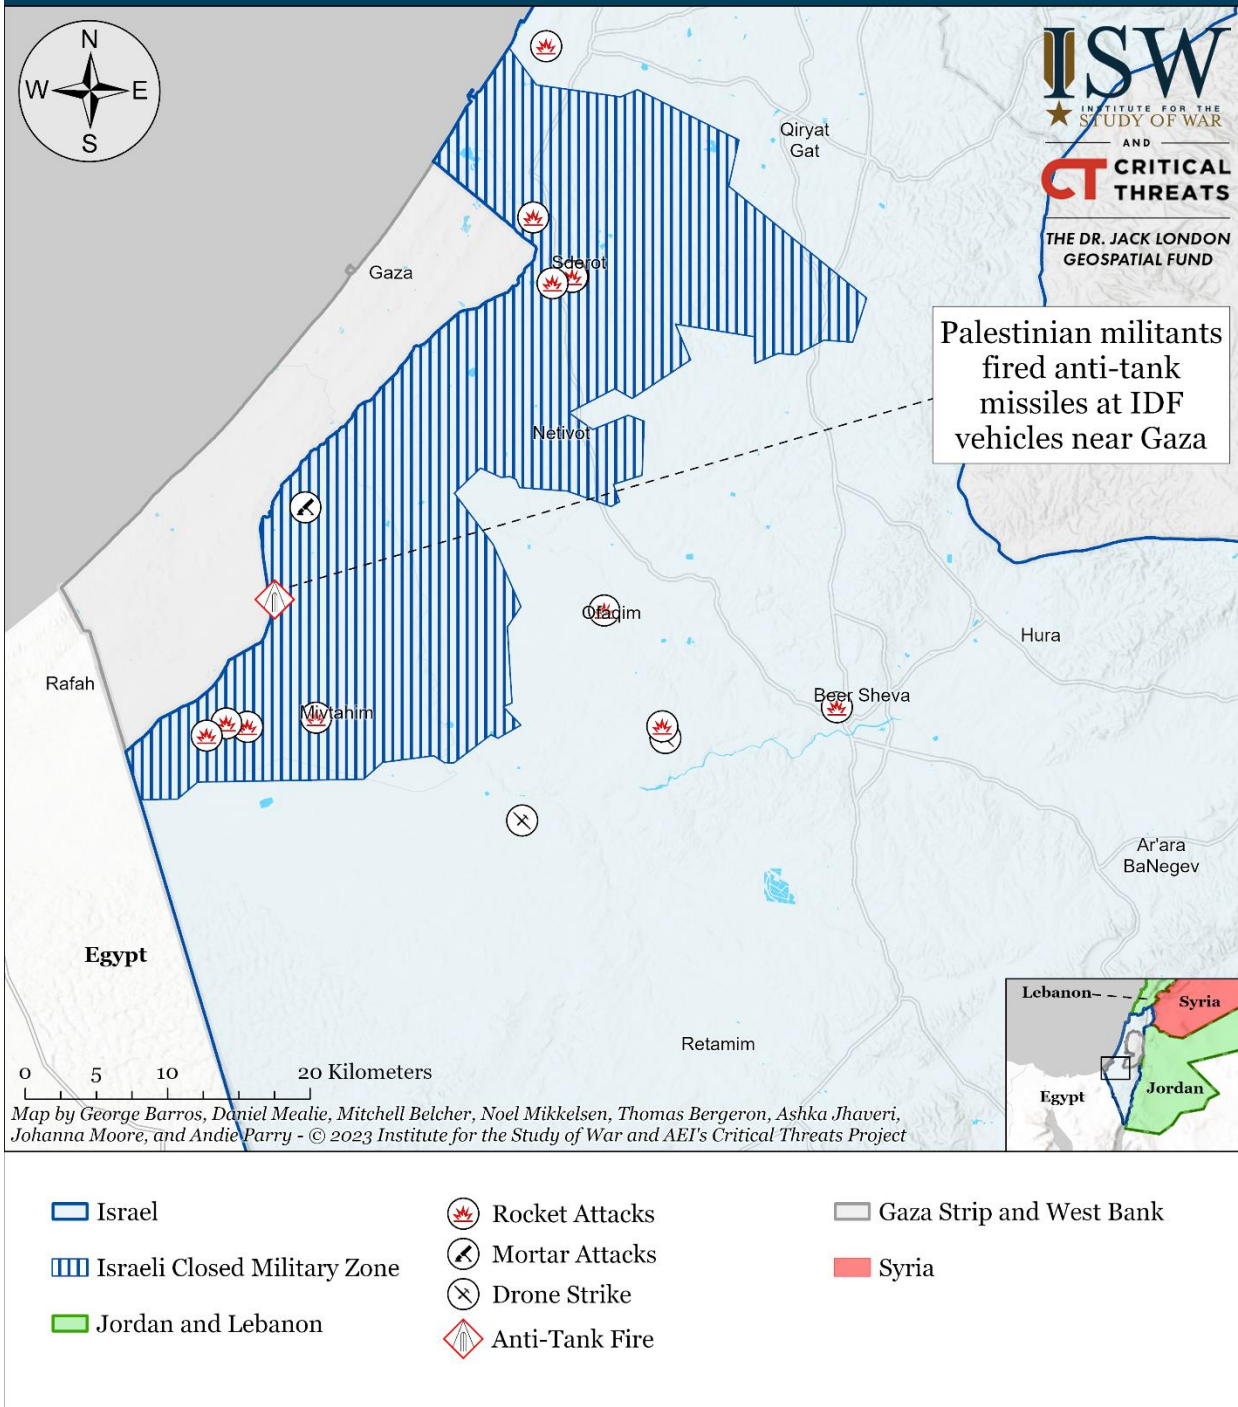 N
W
E
S
ISW
INSTITUTE FOR THE
STUDY OF WAR
AND
CT CRITICAL
THREATS
THE DR. JACK LONDON
GEOSPATIAL FUND
Qiryat
Gat
Gaza
Sderot
Palestinian militants
fired anti-tank
missiles at IDF
vehicles near Gaza
Netivot
Ofaqim
Hura
Rafah
Beer Sheva
Mivtahim
Ar'ara
BaNegev
Egypt
Retamim
Lebanon
Syria
Egypt
Jordan
0 5 10 20 Kilometers
Map by George Barros, Daniel Mealie, Mitchell Belcher, Noel Mikkelsen, Thomas Bergeron, Ashka Jhaveri,
Johanna Moore, and Andie Parry - © 2023 Institute for the Study of War and AEI's Critical Threats Project
Israel
Israeli Closed Military Zone
Jordan and Lebanon
Rocket Attacks
Mortar Attacks
Drone Strike
Anti-Tank Fire
Gaza Strip and West Bank
Syria